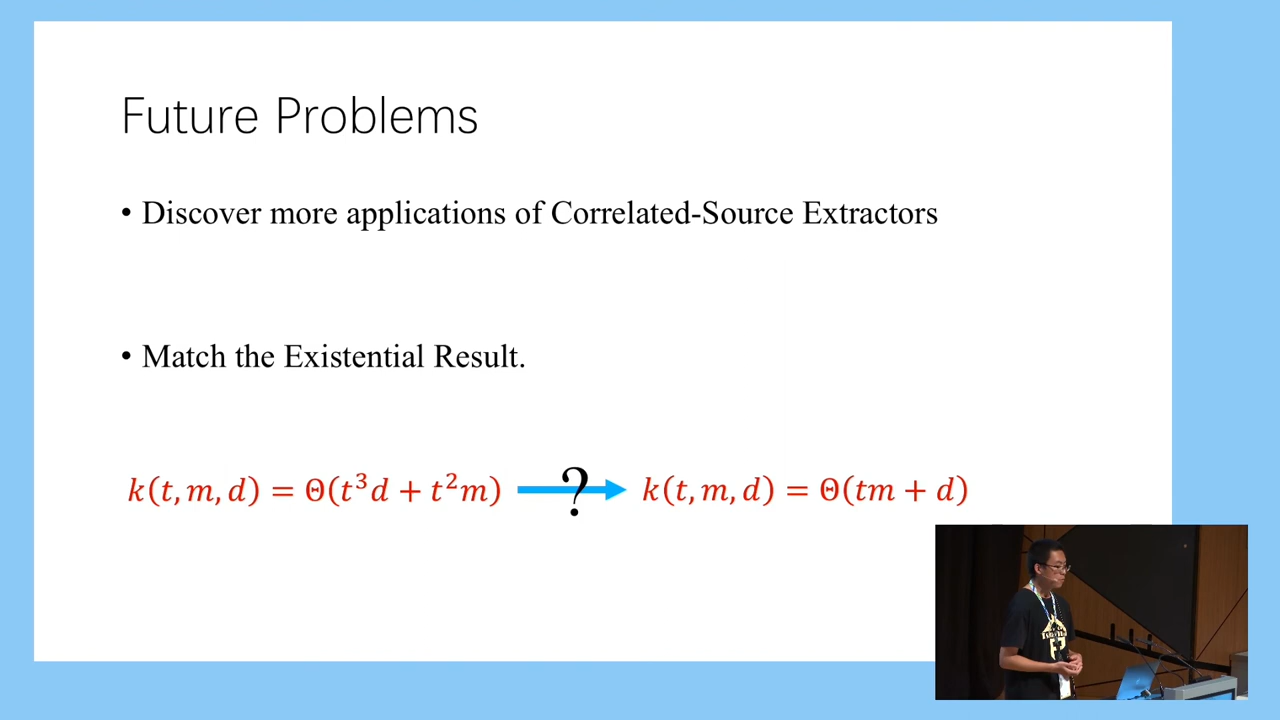 Future Problems
• Discover more applications of Correlated-Source Extractors
• Match the Existential Result.
k(t, m, d) = Θ(t³d + t²m) ? k(t, m, d) = Θ(tm + d)